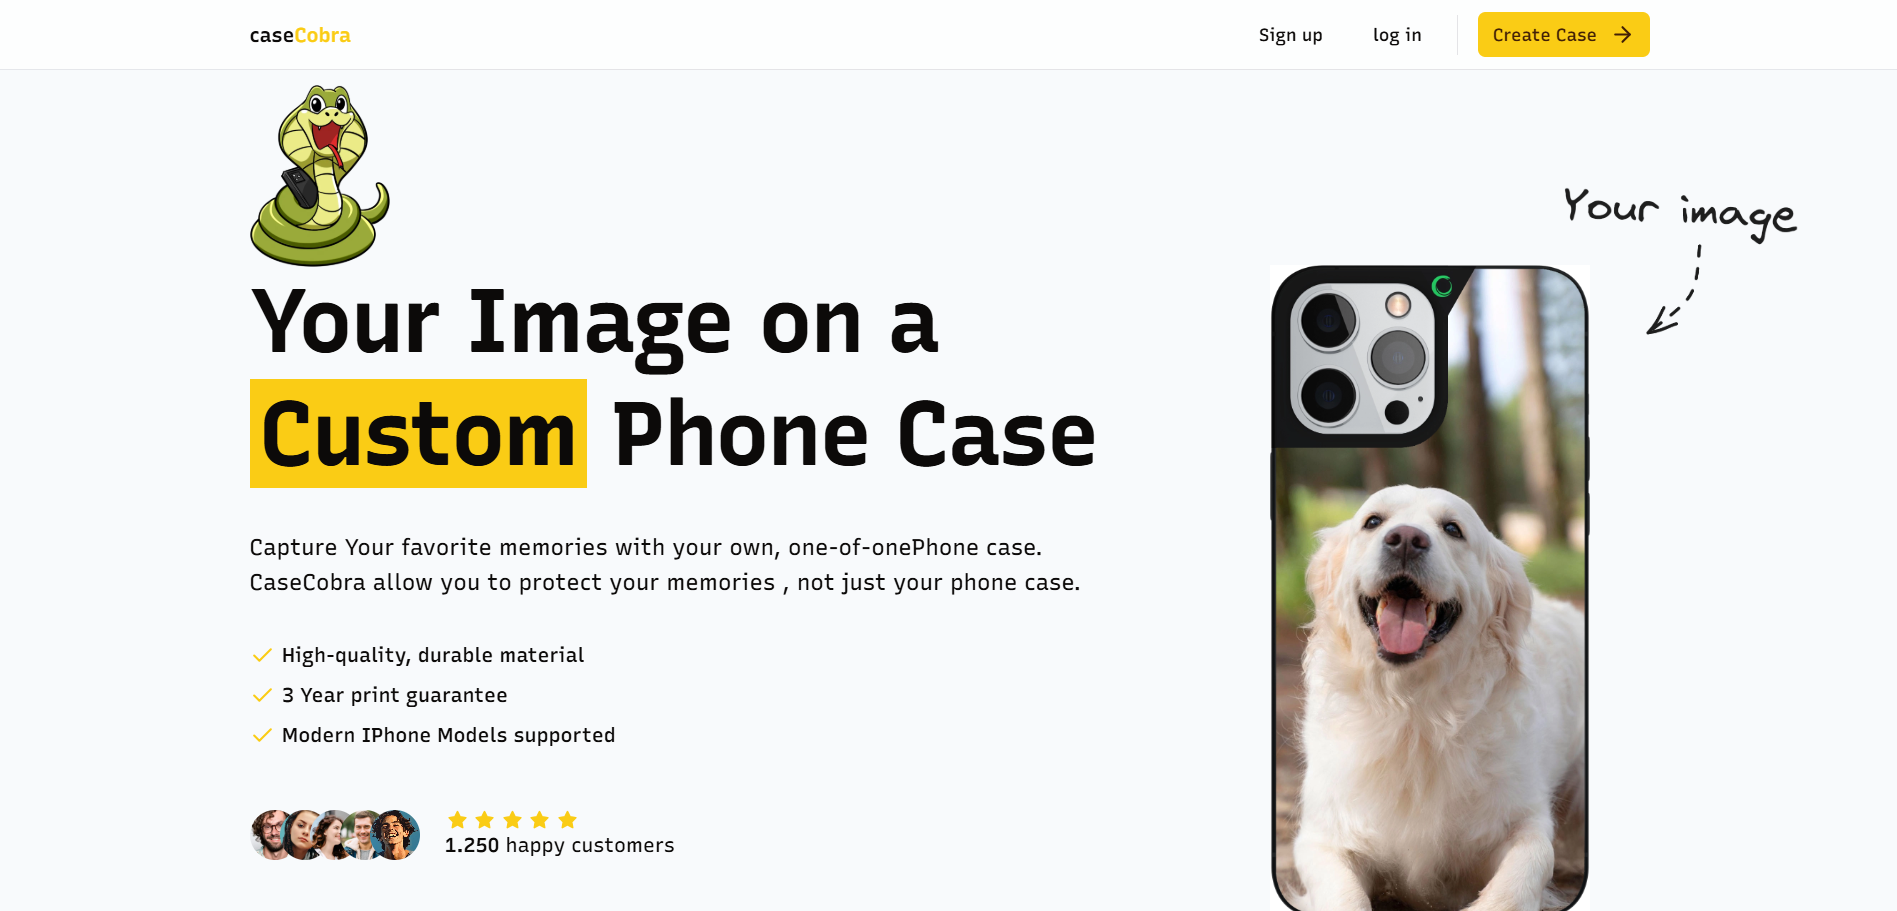 caseCobra
Sign up
log in
Create Case
Your image
Your Image on a
Custom Phone Case
Capture Your favorite memories with your own, one-of-onePhone case.
CaseCobra allow you to protect your memories , not just your phone case.
High-quality, durable material
3 Year print guarantee
Modern IPhone Models supported
1.250 happy customers